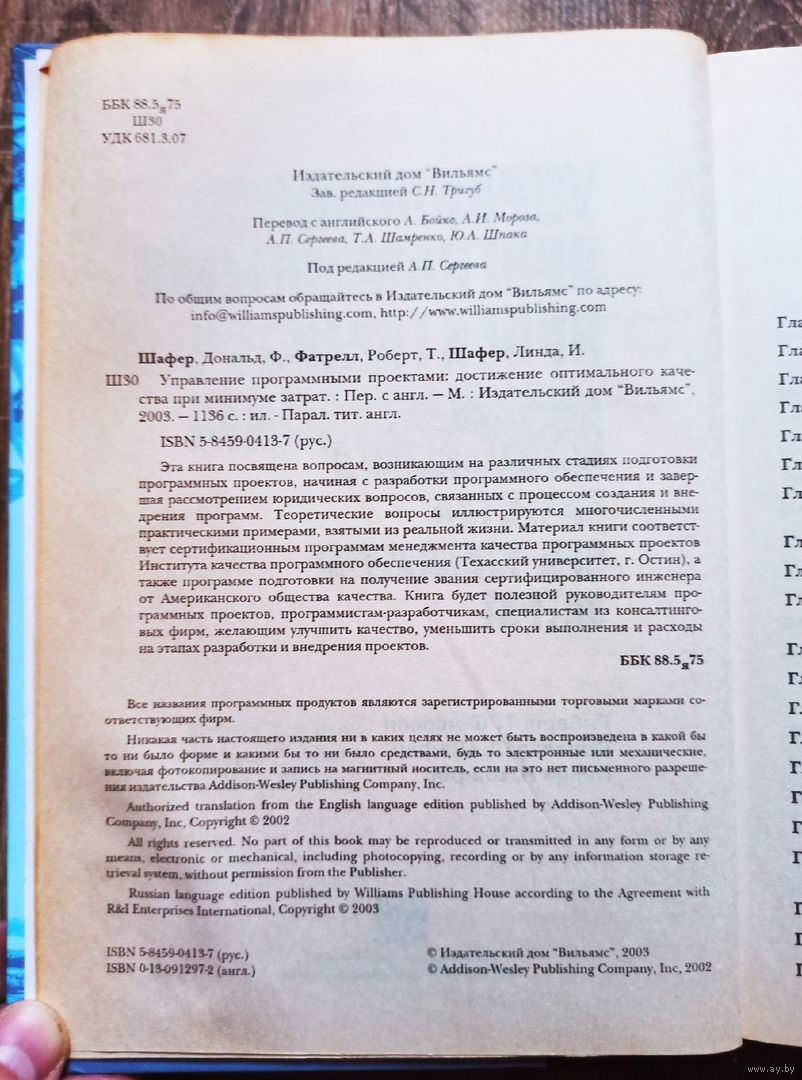 ББК 88.5я75
Ш30
УДК 681.3.07
Издательский дом "Вильямс"
Зав. редакцией С.Н. Тригуб
Перевод с английского А. Бойко, А.И. Мороза,
А.П. Сергеева, Т.А. Шамренко, Ю.А. Шпака
Под редакцией А.П. Сергеева
По общим вопросам обращайтесь в Издательский дом "Вильямс" по адресу:
info@williamspublishing.com, http://www.williamspublishing.com
Шафер, Дональд, Ф., Фатрелл, Роберт, Т., Шафер, Линда, И.
Ш30 Управление программными проектами: достижение оптимального каче-
ства при минимуме затрат. : Пер. с англ. — М. : Издательский дом "Вильямс",
2003. — 1136 с. : ил. - Парал. тит. англ.
ISBN 5-8459-0413-7 (рус.)
Эта книга посвящена вопросам, возникающим на различных стадиях подготовки
программных проектов, начиная с разработки программного обеспечения и завер-
шая рассмотрением юридических вопросов, связанных с процессом создания и вне-
дрения программ. Теоретические вопросы иллюстрируются многочисленными
практическими примерами, взятыми из реальной жизни. Материал книги соответст-
вует сертификационным программам менеджмента качества программных проектов
Института качества программного обеспечения (Техасский университет, г. Остин), а
также программе подготовки на получение звания сертифицированного инженера
от Американского общества качества. Книга будет полезной руководителям про-
граммных проектов, программистам-разработчикам, специалистам из консалтинго-
вых фирм, желающим улучшить качество, уменьшить сроки выполнения и расходы
на этапах разработки и внедрения проектов.
ББК 88.5я75
Все названия программных продуктов являются зарегистрированными торговыми марками со-
ответствующих фирм.
Никакая часть настоящего издания ни в каких целях не может быть воспроизведена в какой бы
то ни было форме и какими бы то ни было средствами, будь то электронные или механические,
включая фотокопирование и запись на магнитный носитель, если на это нет письменного разреше-
ния издательства Addison-Wesley Publishing Company, Inc.
Authorized translation from the English language edition published by Addison-Wesley Publishing
Company, Inc, Copyright © 2002
All rights reserved. No part of this book may be reproduced or transmitted in any form or by any
means, electronic or mechanical, including photocopying, recording or by any information storage re-
trieval system, without permission from the Publisher.
Russian language edition published by Williams Publishing House according to the Agreement with
R&I Enterprises International, Copyright © 2003
ISBN 5-8459-0413-7 (рус.)
ISBN 0-13-091297-2 (англ.)
© Издательский дом "Вильямс", 2003
© Addison-Wesley Publishing Company, Inc, 2002
www.ay.by